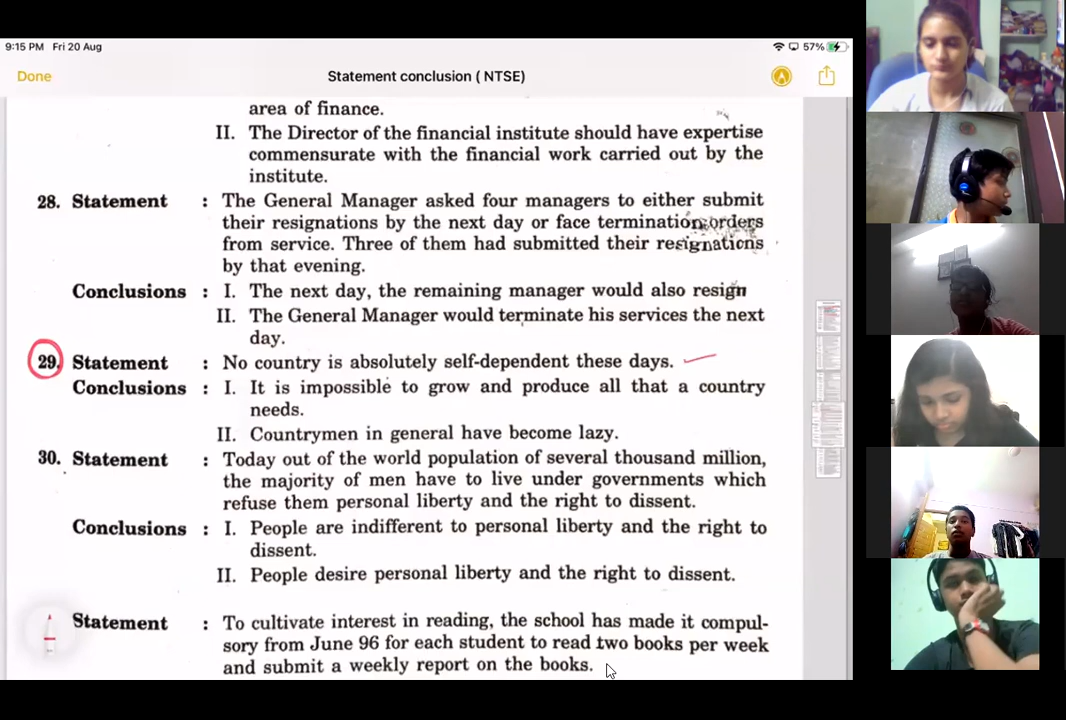 9:15 PM Fri 20 Aug
57%
Done
Statement conclusion ( NTSE)
area of finance.
II. The Director of the financial institute should have expertise
commensurate with the financial work carried out by the
institute.
28. Statement : The General Manager asked four managers to either submit
their resignations by the next day or face termination orders
from service. Three of them had submitted their resignations
by that evening.
Conclusions : I. The next day, the remaining manager would also resign
II. The General Manager would terminate his services the next
day.
29. Statement : No country is absolutely self-dependent these days.
Conclusions : I. It is impossible to grow and produce all that a country
needs.
II. Countrymen in general have become lazy.
30. Statement : Today out of the world population of several thousand million,
the majority of men have to live under governments which
refuse them personal liberty and the right to dissent.
Conclusions : I. People are indifferent to personal liberty and the right to
dissent.
II. People desire personal liberty and the right to dissent.
Statement : To cultivate interest in reading, the school has made it compul-
sory from June 96 for each student to read two books per week
and submit a weekly report on the books.